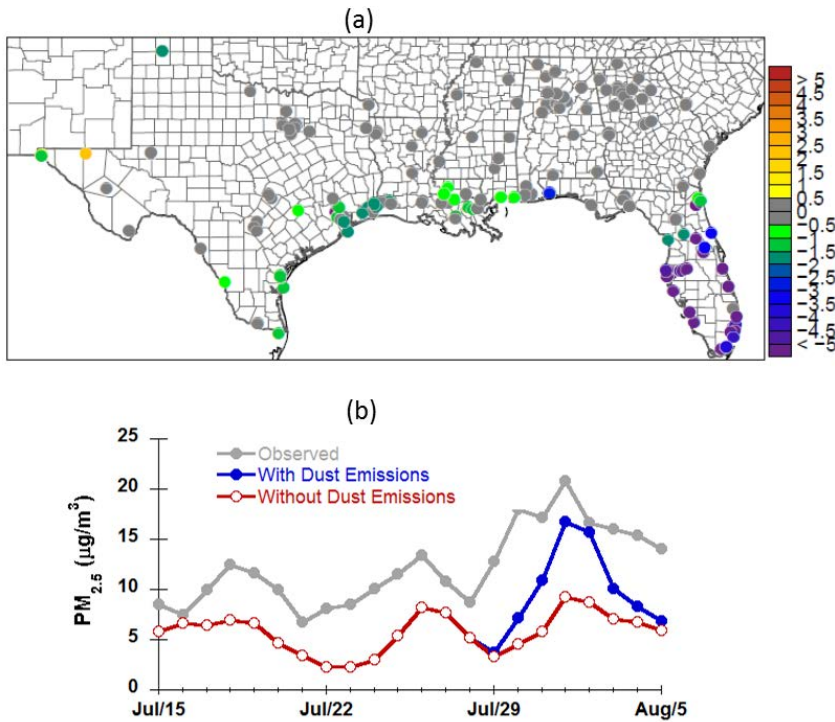 (a)
> 5
4.5
4
3.5
3
2.5
2
1.5
1
0.5
0
−0.5
−1
−1.5
−2
−2.5
−3
−3.5
−4
−4.5
< −5
(b)
25
20
15
10
5
0
PM2.5 (μg/m3)
Observed
With Dust Emissions
Without Dust Emissions
Jul/15
Jul/22
Jul/29
Aug/5